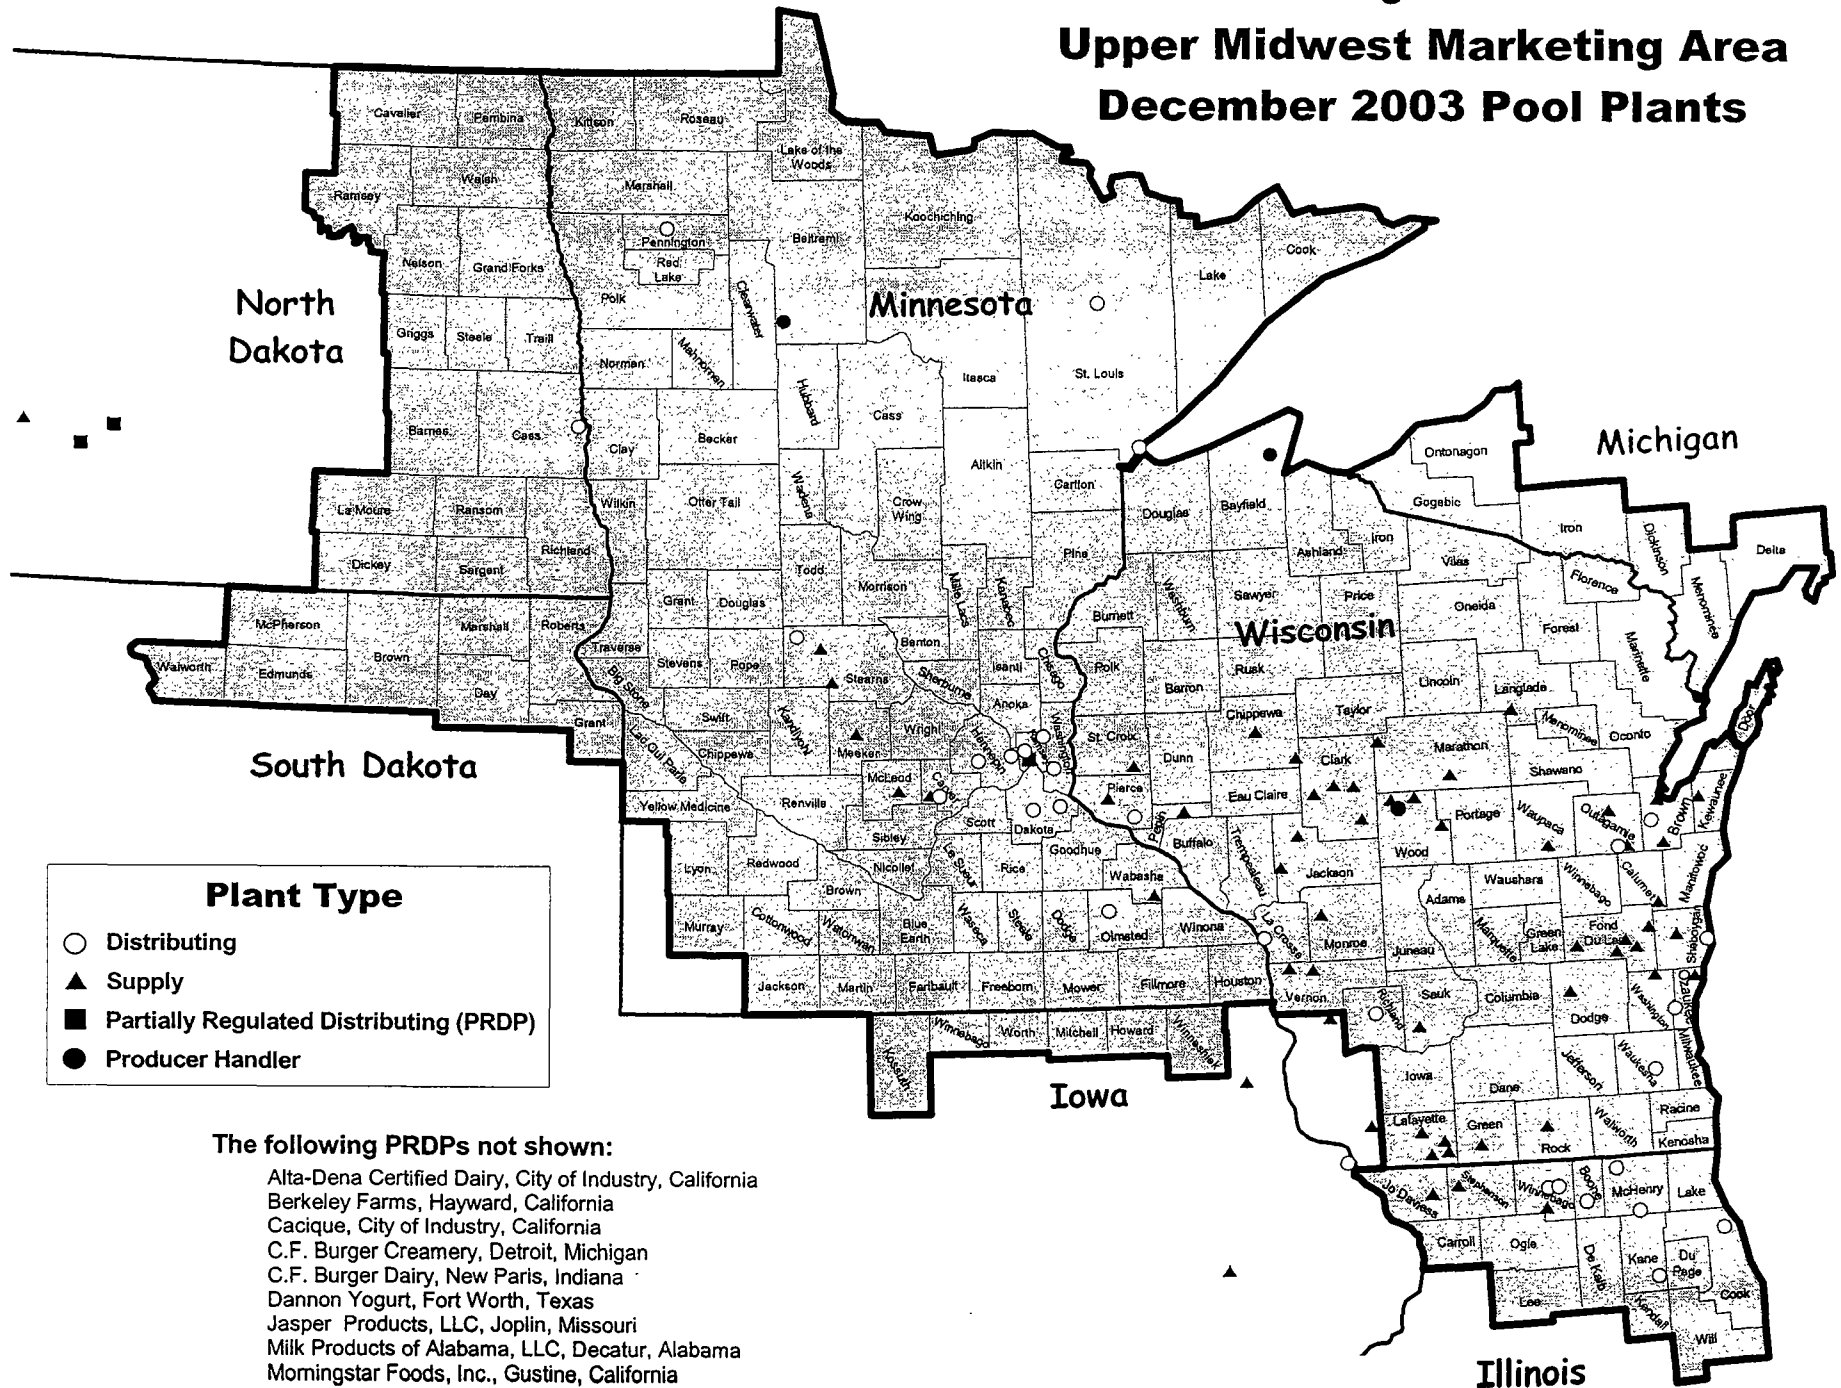 Upper Midwest Marketing Area
December 2003 Pool Plants
Cavalier
Pembina
Kittson
Roseau
Lake of the
Woods
Ramsey
Walsh
Marshall
Koochiching
Beltrami
Pennington
Red
Lake
Nelson
Grand Forks
Polk
Clearwater
Lake
Cook
North
Dakota
Minnesota
Griggs
Steele
Traill
Norman
Mahnomen
Hubbard
Itasca
St. Louis
Cass
Barnes
Cass
Clay
Becker
Aitkin
Carlton
Wadena
Crow
Wing
Michigan
Ontonagon
Gogebic
Iron
Dickinson
Delta
Menominee
La Moure
Ransom
Richland
Wilkin
Otter Tail
Douglas
Bayfield
Ashland
Iron
Vilas
Florence
Dickey
Sargent
Todd
Morrison
Mille Lacs
Kanabec
Pine
Burnett
Washburn
Sawyer
Price
Oneida
Forest
Marinette
Wisconsin
McPherson
Marshall
Roberts
Grant
Douglas
Traverse
Stevens
Pope
Benton
Isanti
Chisago
Polk
Rusk
Barron
Lincoln
Langlade
Walworth
Edmunds
Brown
Day
Grant
Big Stone
Stearns
Sherburne
Anoka
Washington
Chippewa
Taylor
Marathon
Menominee
Oconto
Door
Swift
Kandiyohi
Wright
Hennepin
St. Croix
Dunn
Clark
Shawano
South Dakota
Lac Qui Parle
Chippewa
Meeker
McLeod
Carver
Pierce
Eau Claire
Yellow Medicine
Renville
Sibley
Scott
Dakota
Pepin
Buffalo
Trempealeau
Portage
Waupaca
Outagamie
Brown
Kewaunee
Lyon
Redwood
Nicollet
Le Sueur
Rice
Goodhue
Wabasha
Jackson
Wood
Adams
Waushara
Winnebago
Calumet
Manitowoc
Brown
Murray
Cottonwood
Watonwan
Blue
Earth
Waseca
Steele
Dodge
Olmsted
Winona
La Crosse
Monroe
Juneau
Marquette
Green
Lake
Fond
Du Lac
Sheboygan
Jackson
Martin
Faribault
Freeborn
Mower
Fillmore
Houston
Vernon
Richland
Sauk
Columbia
Dodge
Washington
Ozaukee
Kossuth
Winnebago
Worth
Mitchell
Howard
Winneshiek
Iowa
Iowa
Dane
Jefferson
Waukesha
Milwaukee
Lafayette
Green
Rock
Walworth
Racine
Kenosha
Jo Daviess
Stephenson
Winnebago
Boone
McHenry
Lake
Carroll
Ogle
De Kalb
Kane
Du
Page
Cook
Lee
Kendall
Will
Illinois
Plant Type
Distributing
Supply
Partially Regulated Distributing (PRDP)
Producer Handler
The following PRDPs not shown:
Alta-Dena Certified Dairy, City of Industry, California
Berkeley Farms, Hayward, California
Cacique, City of Industry, California
C.F. Burger Creamery, Detroit, Michigan
C.F. Burger Dairy, New Paris, Indiana
Dannon Yogurt, Fort Worth, Texas
Jasper Products, LLC, Joplin, Missouri
Milk Products of Alabama, LLC, Decatur, Alabama
Morningstar Foods, Inc., Gustine, California